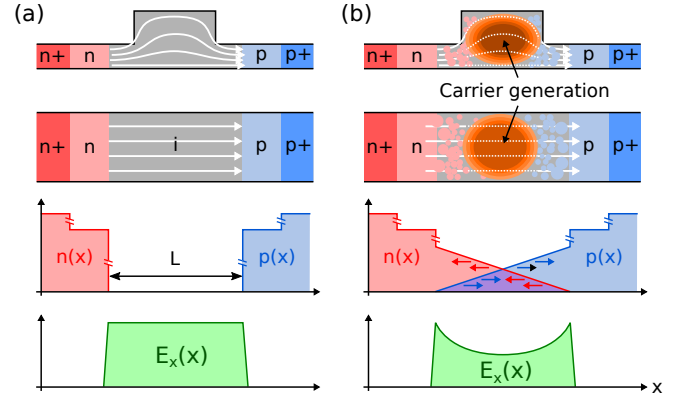 (a)
(b)
n+ n p p+
n+ n p p+
Carrier generation
n+ n i p p+
n+ n p p+
n(x) L p(x)
n(x) p(x)
Eₓ(x)
Eₓ(x)
x